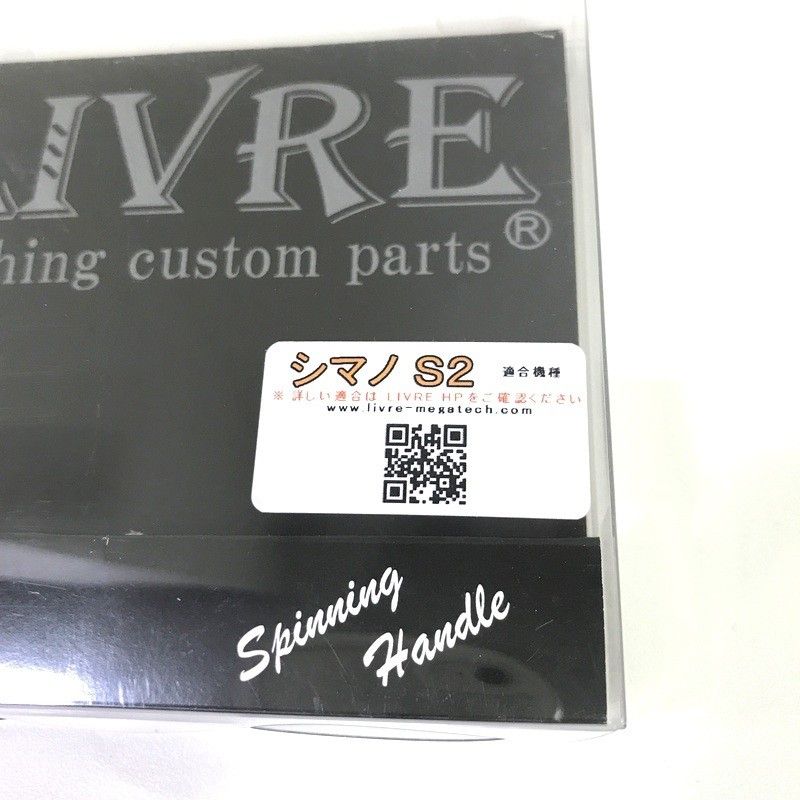 LIVRE®
hing custom parts
シマノ S2 適合機種
※ 詳しい適合は LIVRE HPをご確認ください
www.livre-megatech.com
Spinning
Handle